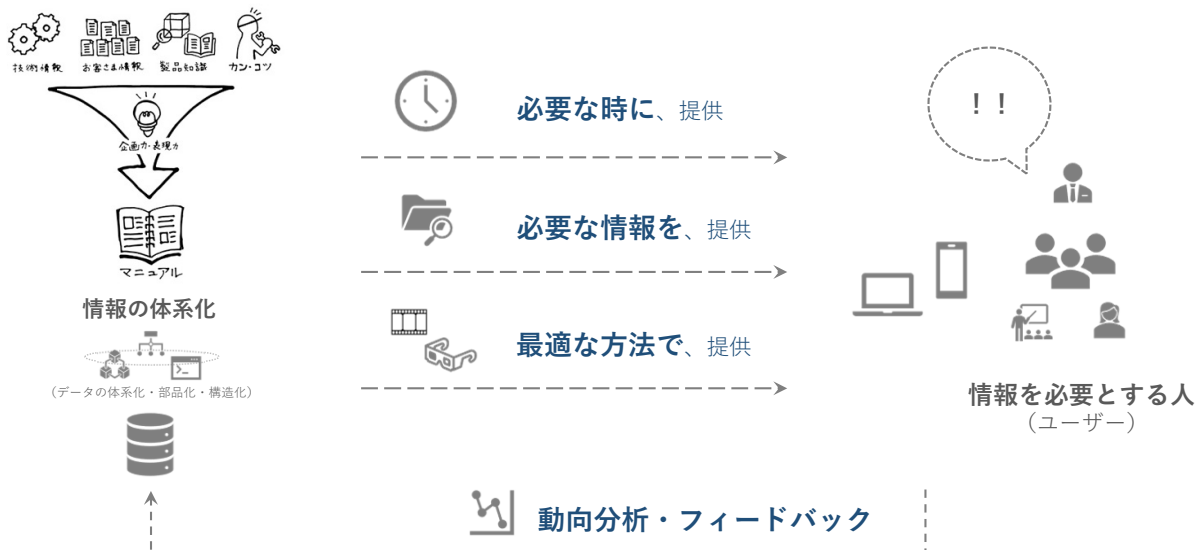 技術情報 お客さま情報 製品知識 カン・コツ
企画力・表現力
マニュアル
情報の体系化
（データの体系化・部品化・構造化）
必要な時に、提供
必要な情報を、提供
最適な方法で、提供
！！
情報を必要とする人
（ユーザー）
動向分析・フィードバック